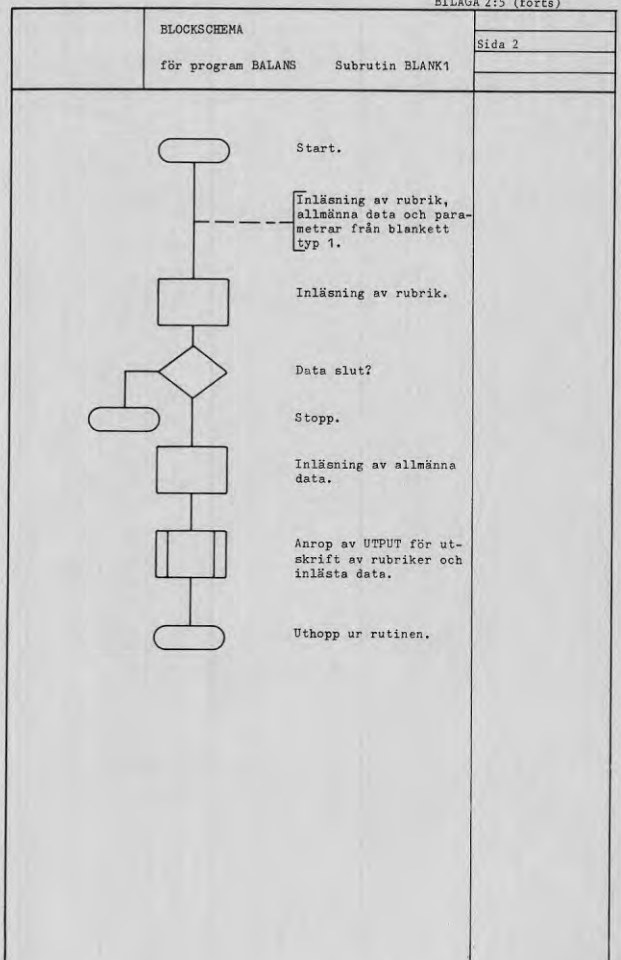 BILAGA 2:5 (forts)
BLOCKSCHEMA
Sida 2
för program BALANS Subrutin BLANK1
Start.
Inläsning av rubrik,
allmänna data och para-
metrar från blankett
typ 1.
Inläsning av rubrik.
Data slut?
Stopp.
Inläsning av allmänna
data.
Anrop av UTPUT för ut-
skrift av rubriker och
inlästa data.
Uthopp ur rutinen.